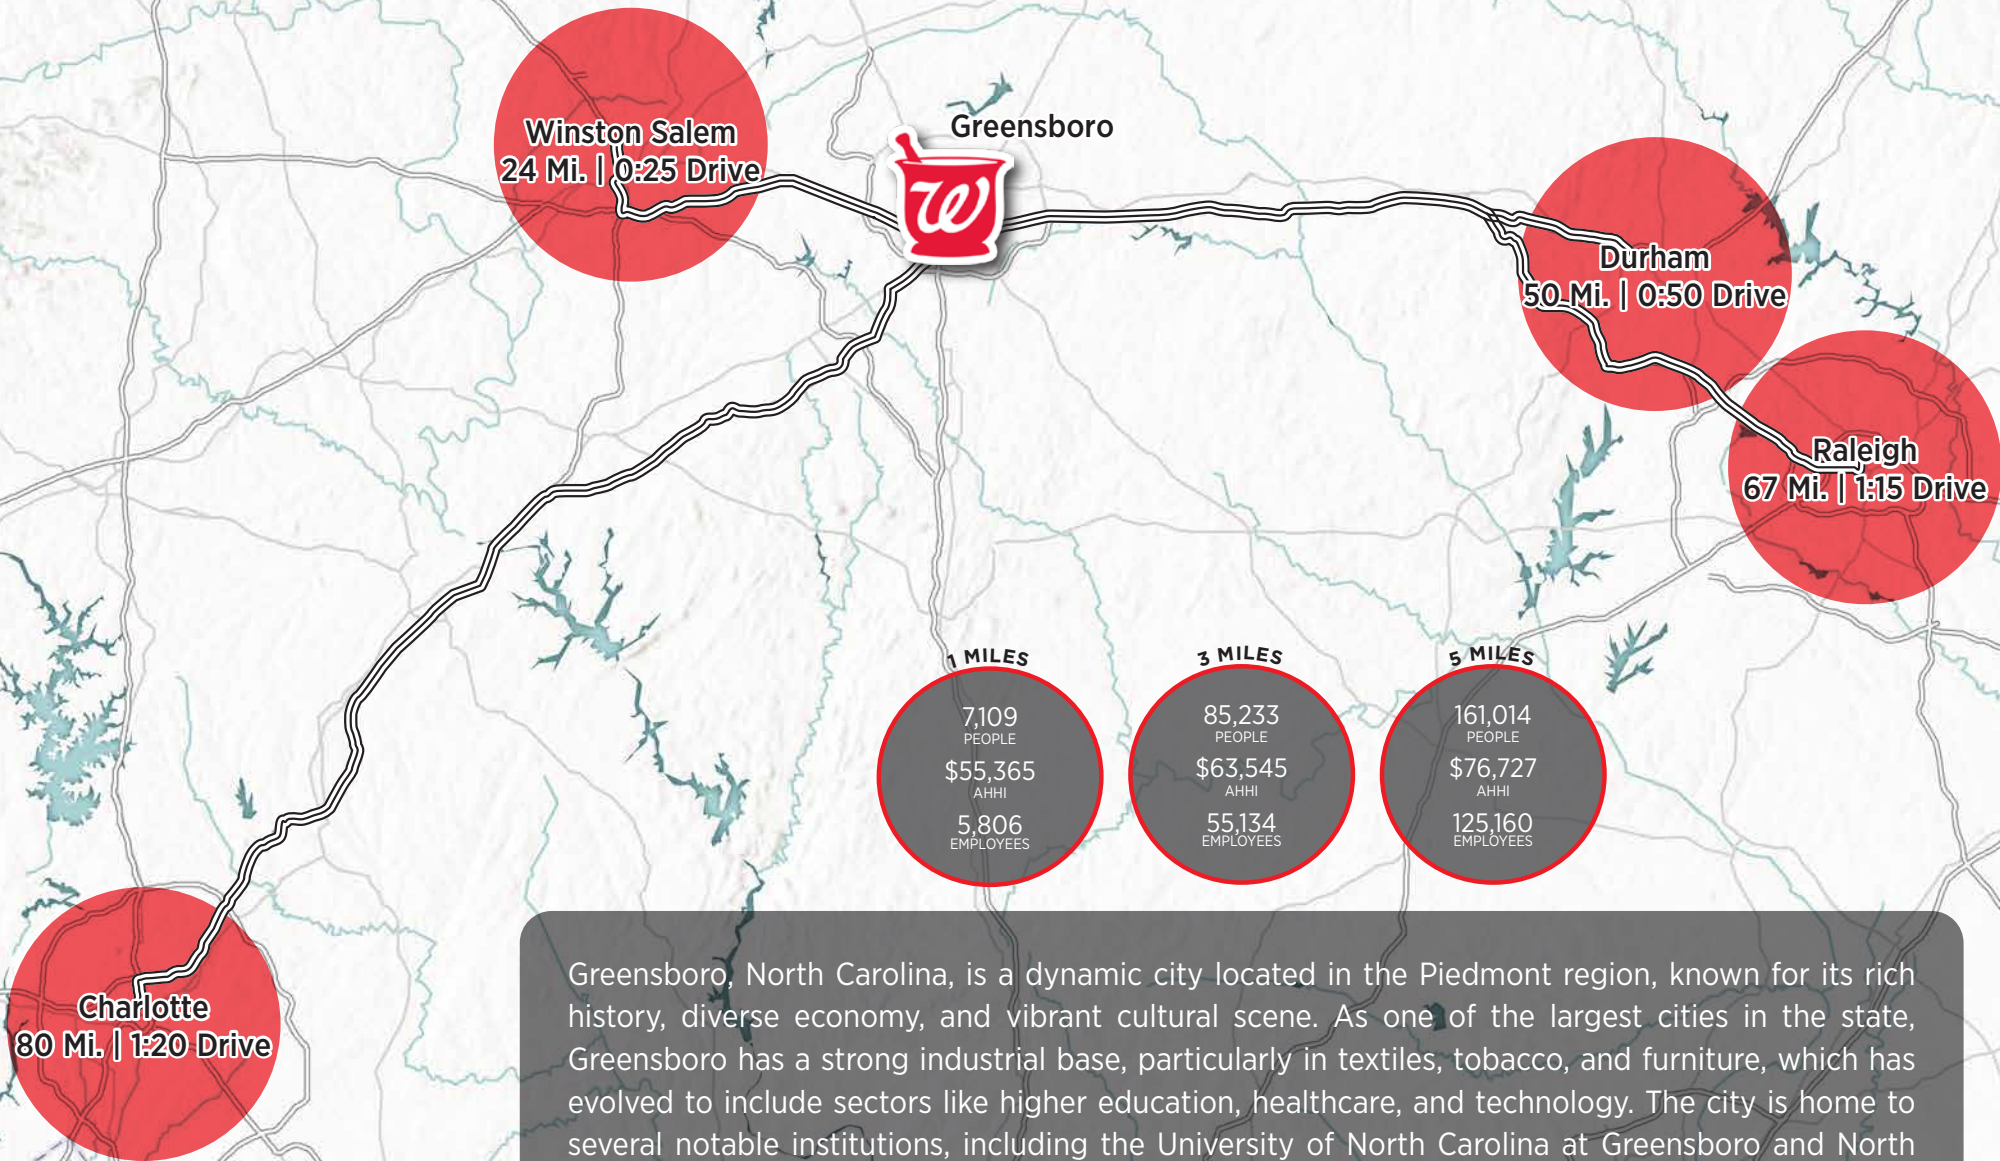 Winston Salem
24 Mi. | 0:25 Drive
Greensboro
W
Durham
50 Mi. | 0:50 Drive
Raleigh
67 Mi. | 1:15 Drive
Charlotte
80 Mi. | 1:20 Drive
1 MILES
7,109
PEOPLE
$55,365
AHHI
5,806
EMPLOYEES
3 MILES
85,233
PEOPLE
$63,545
AHHI
55,134
EMPLOYEES
5 MILES
161,014
PEOPLE
$76,727
AHHI
125,160
EMPLOYEES
Greensboro, North Carolina, is a dynamic city located in the Piedmont region, known for its rich
history, diverse economy, and vibrant cultural scene. As one of the largest cities in the state,
Greensboro has a strong industrial base, particularly in textiles, tobacco, and furniture, which has
evolved to include sectors like higher education, healthcare, and technology. The city is home to
several notable institutions, including the University of North Carolina at Greensboro and North